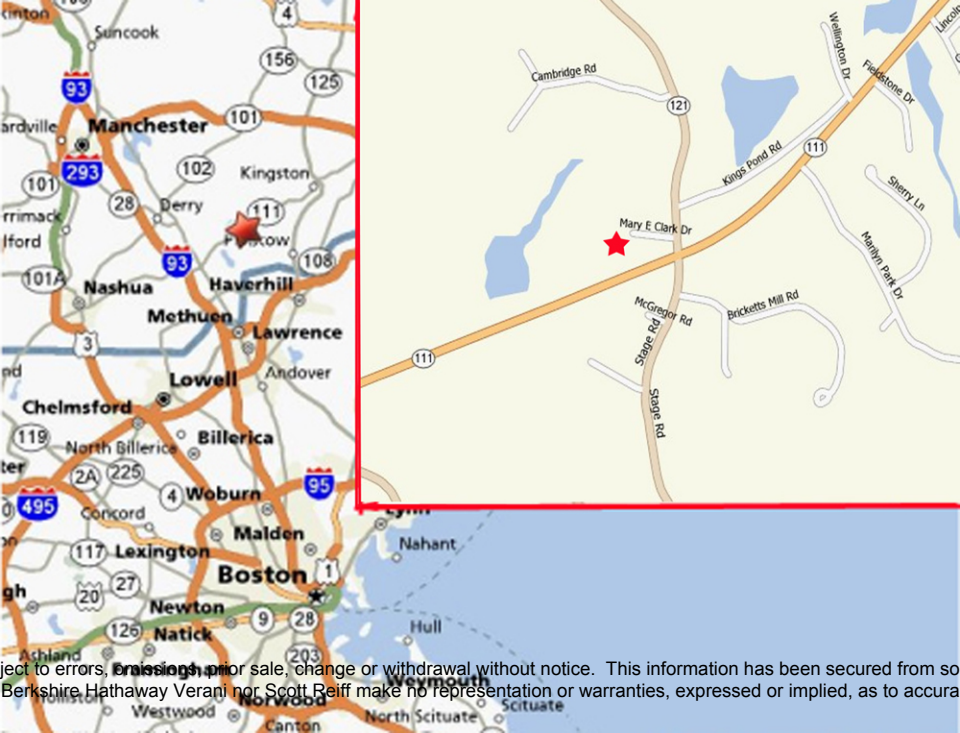 4
Suncook
156
125
93
101
Manchester
293
102
Kingston
101
28
Derry
111
93
108
101A
Nashua
Haverhill
Methuen
3
Lawrence
Lowell
Andover
Chelmsford
119
North Billerica
Billerica
2A
225
95
495
4
Woburn
Concord
Malden
117
Lexington
Nahant
Boston
1
27
20
Newton
9
28
126
Natick
Hull
Ashland
203
ject to errors, omissions, prior sale, change or withdrawal without notice. This information has been secured from so
Weymouth
Berkshire Hathaway Verani nor Scott Reiff make no representation or warranties, expressed or implied, as to accura
Norwood
Scituate
Westwood
North Scituate
Canton
Wellington Dr
Lincoln
Cambridge Rd
Fieldstone Dr
121
111
Kings Pond Rd
Sherry Ln
Mary E Clark Dr
Marilyn Park Dr
McGregor Rd
Bricketts Mill Rd
Stage Rd
111
Stage Rd